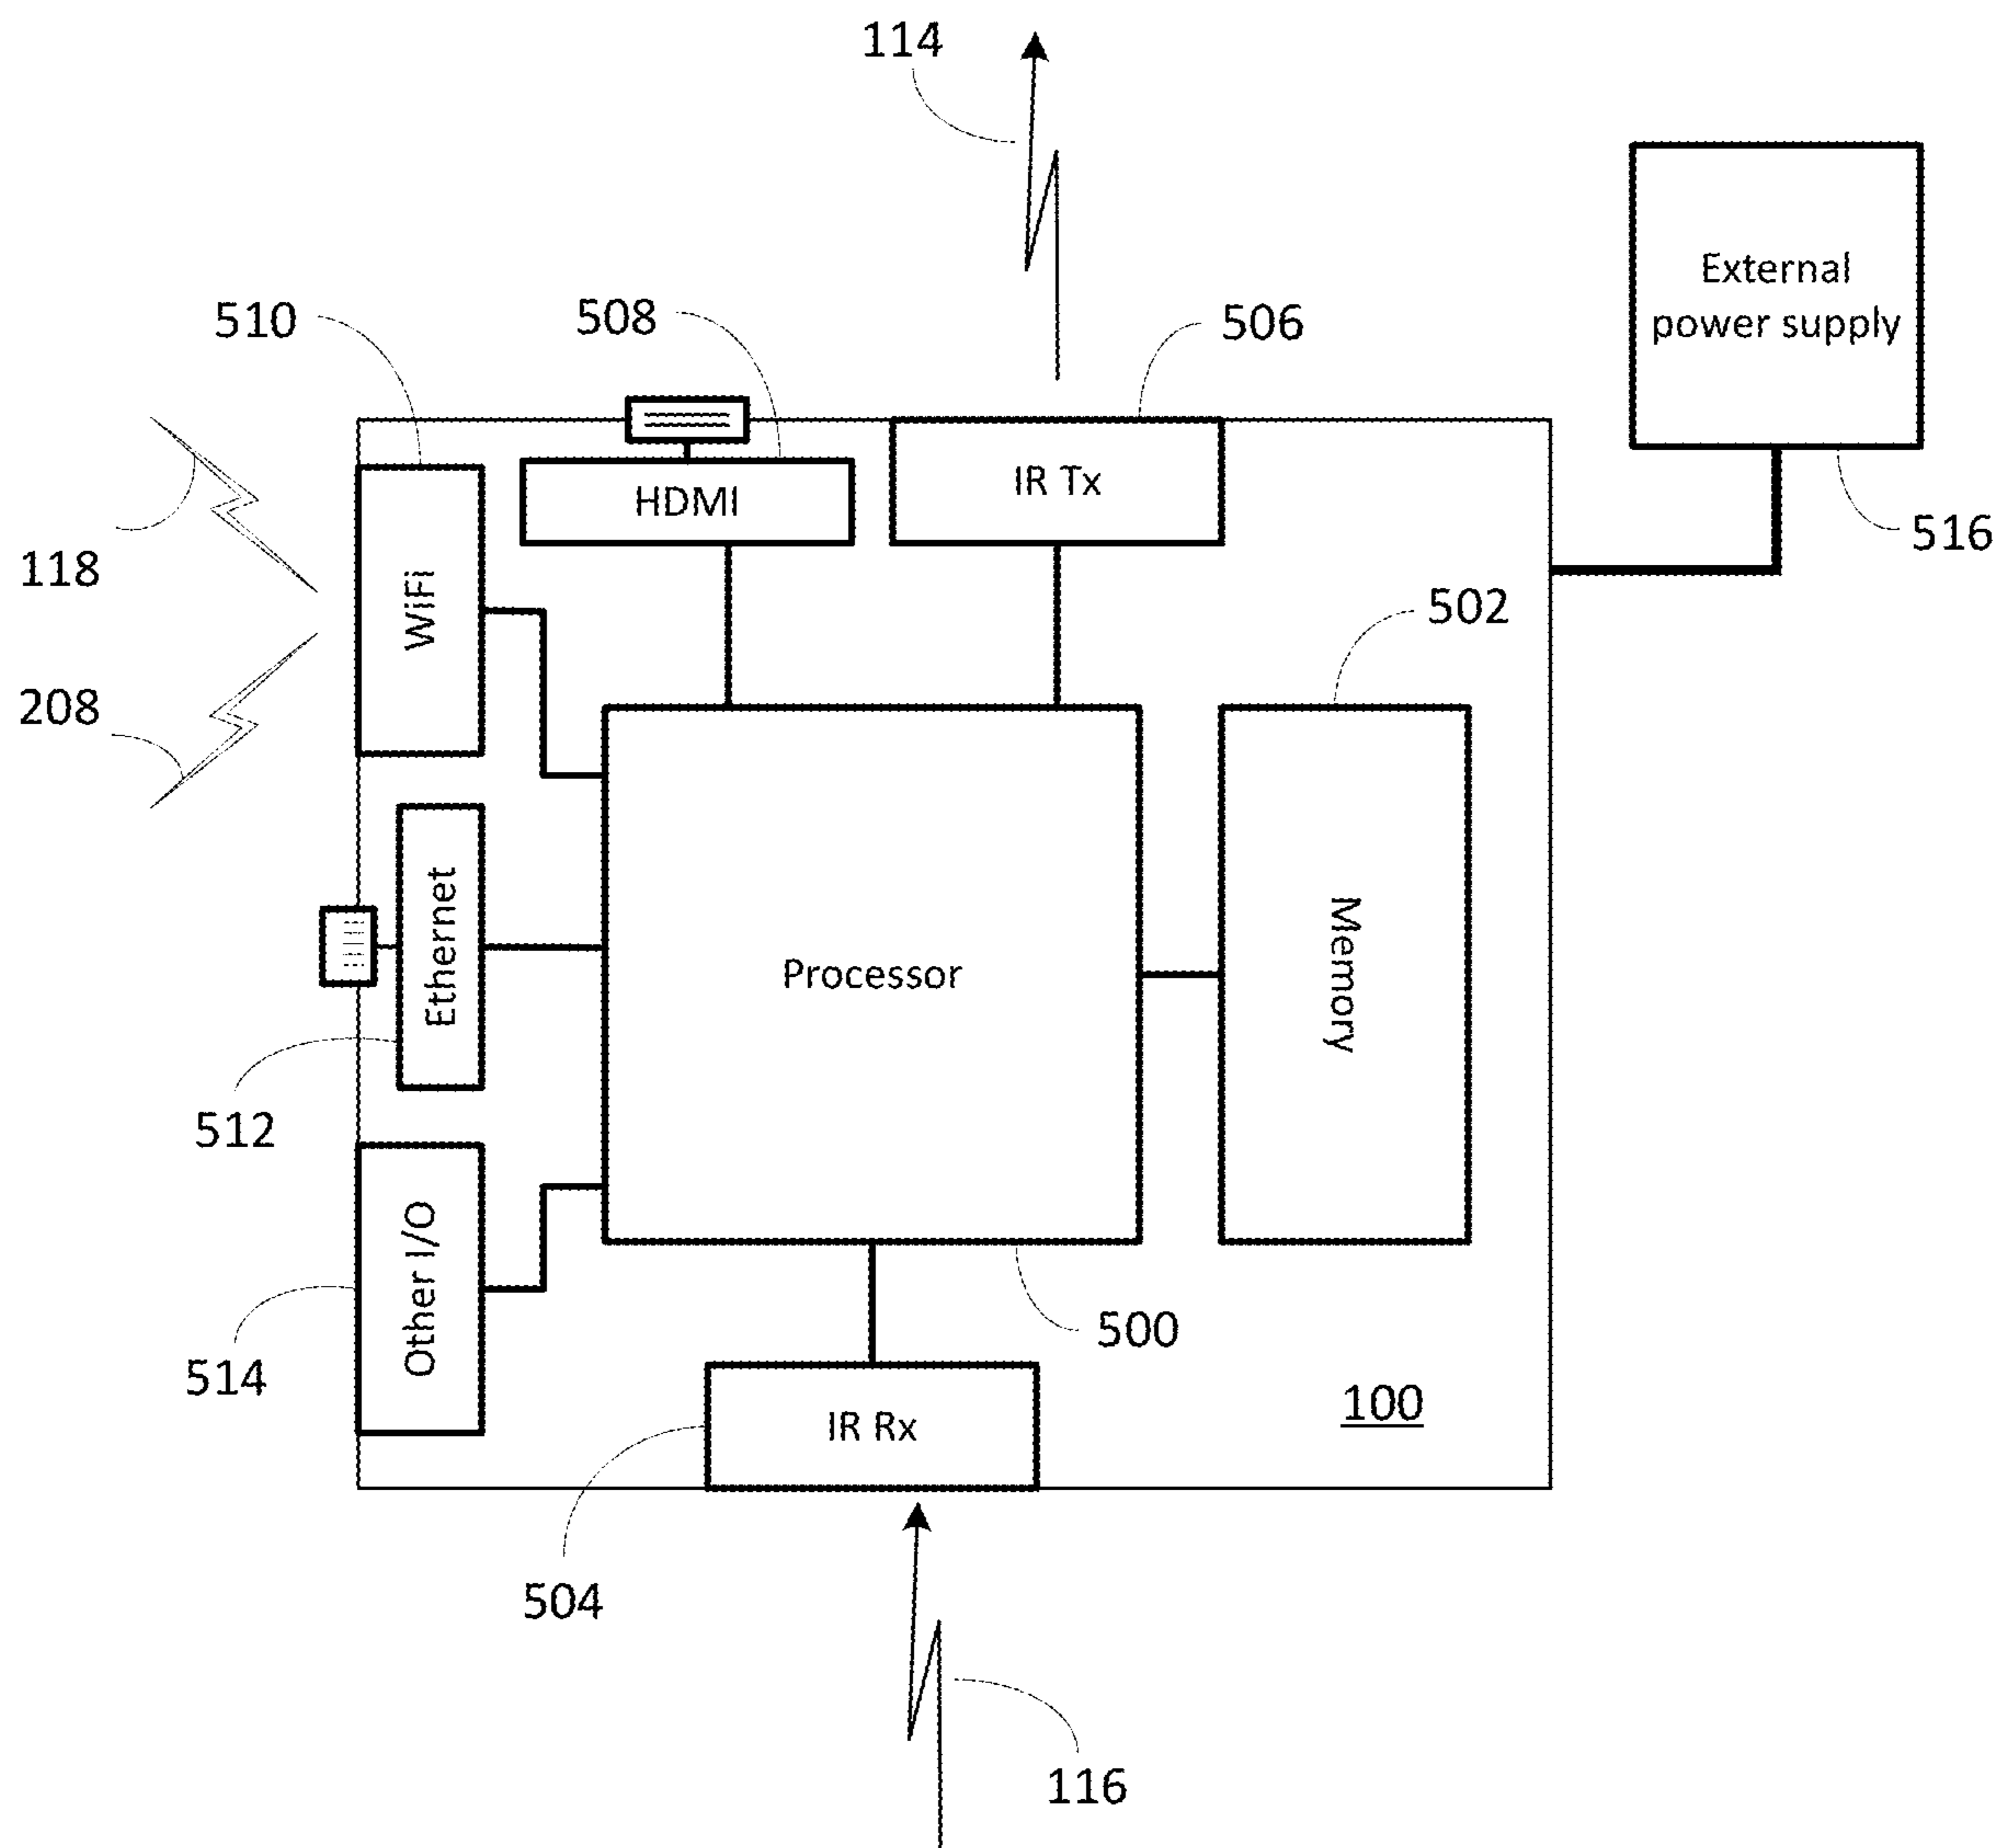 114
External
power supply
510
508
506
516
HDMI
IR Tx
118
WiFi
502
208
Ethernet
Processor
Memory
512
Other I/O
500
514
IR Rx
100
504
116